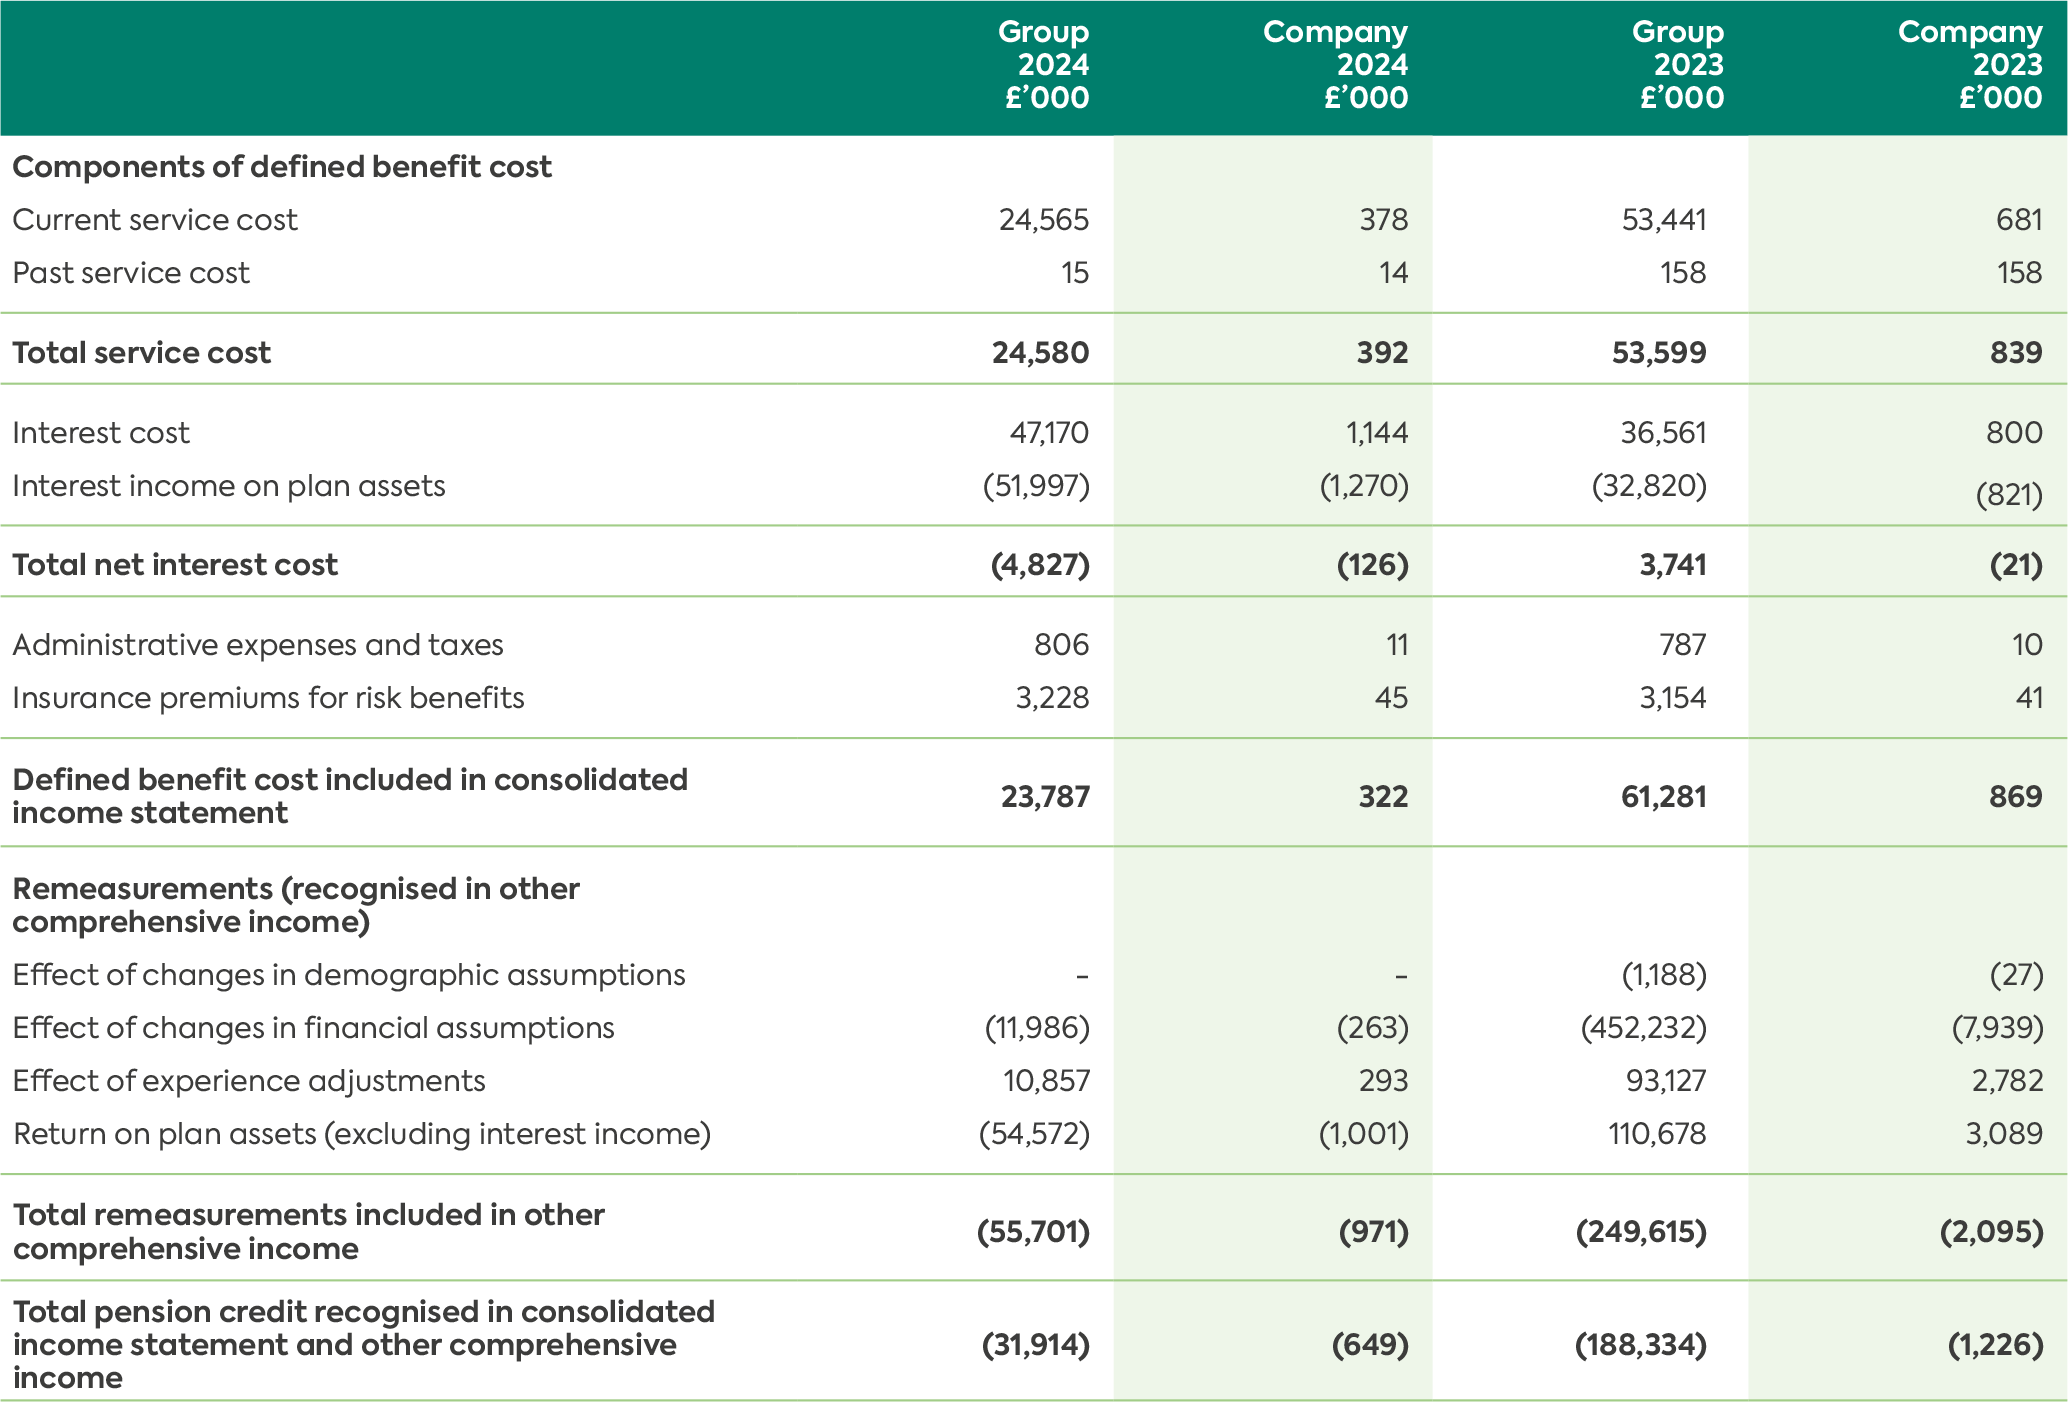 Group 2024 £’000 Company 2024 £’000 Group 2023 £’000 Company 2023 £’000
Components of defined benefit cost
Current service cost 24,565 378 53,441 681
Past service cost 15 14 158 158
Total service cost 24,580 392 53,599 839
Interest cost 47,170 1,144 36,561 800
Interest income on plan assets (51,997) (1,270) (32,820) (821)
Total net interest cost (4,827) (126) 3,741 (21)
Administrative expenses and taxes 806 11 787 10
Insurance premiums for risk benefits 3,228 45 3,154 41
Defined benefit cost included in consolidated
income statement 23,787 322 61,281 869
Remeasurements (recognised in other
comprehensive income)
Effect of changes in demographic assumptions - - (1,188) (27)
Effect of changes in financial assumptions (11,986) (263) (452,232) (7,939)
Effect of experience adjustments 10,857 293 93,127 2,782
Return on plan assets (excluding interest income) (54,572) (1,001) 110,678 3,089
Total remeasurements included in other
comprehensive income (55,701) (971) (249,615) (2,095)
Total pension credit recognised in consolidated
income statement and other comprehensive (31,914) (649) (188,334) (1,226)
income